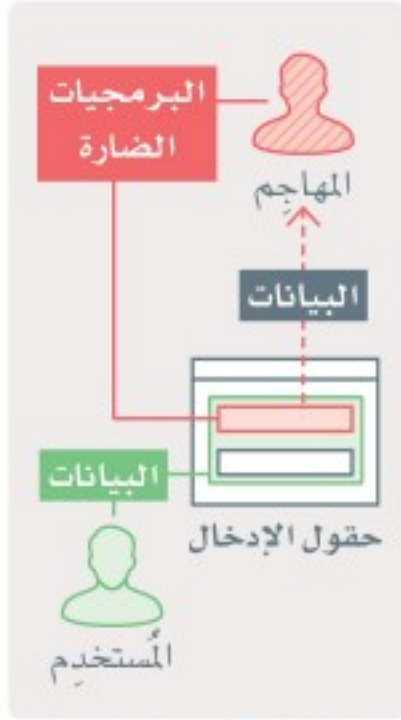 البرمجيات
الضارة
المهاجِم
البيانات
حقول الإدخال
البيانات
المُستخدِم